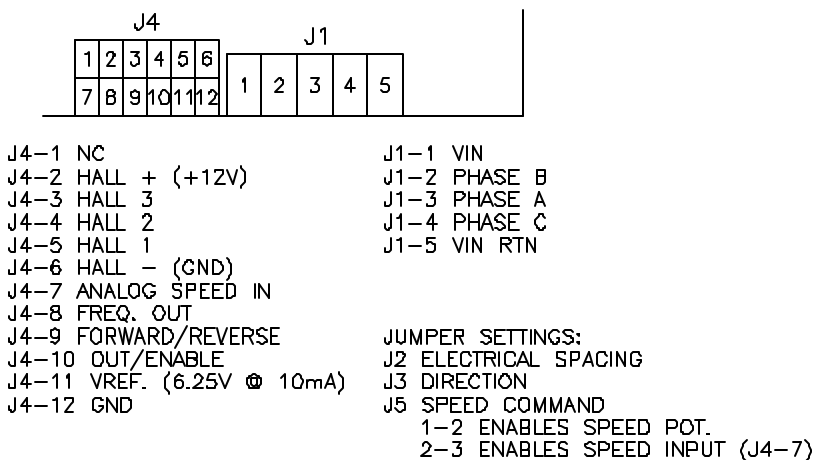 J4
J1
1 2 3 4 5 6
7 8 9 10 11 12
1 2 3 4 5
J4-1 NC
J4-2 HALL + (+12V)
J4-3 HALL 3
J4-4 HALL 2
J4-5 HALL 1
J4-6 HALL - (GND)
J4-7 ANALOG SPEED IN
J4-8 FREQ. OUT
J4-9 FORWARD/REVERSE
J4-10 OUT/ENABLE
J4-11 VREF. (6.25V @ 10mA)
J4-12 GND
J1-1 VIN
J1-2 PHASE B
J1-3 PHASE A
J1-4 PHASE C
J1-5 VIN RTN
JUMPER SETTINGS:
J2 ELECTRICAL SPACING
J3 DIRECTION
J5 SPEED COMMAND
1-2 ENABLES SPEED POT.
2-3 ENABLES SPEED INPUT (J4-7)